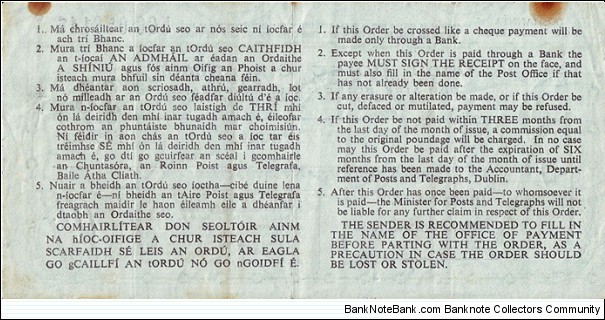 1. Má chrosáiltear an tOrdú seo ar nós seic ní íocfar é
ach trí Bhanc.
2. Mura trí Bhanc a íocfar an tOrdú seo CAITHFIDH
an t-íocaí AN ADMHÁIL ar éadan an Ordaithe
A SHÍNIÚ agus fós ainm Oifig an Phoist a chur
isteach mura bhfuil sin déanta cheana féin.
3. Má dhéantar aon scriosadh, athrú, gearradh, lot
nó milleadh ar an Ordú seo féadfar diúltú d'é a íoc.
4. Mura n-íocfar an tOrdú seo laistigh de THRÍ mhí
ón lá deiridh den mhí inar tugadh amach é, éileofar
cothrom an phuntáiste bhunaidh mar choimisiún.
Ní féidir in aon chás an tOrdú seo a íoc tar éis
tréimhse SÉ mhí ón lá deiridh den mhí inar tugadh
amach é, go dtí go gcuirfear an scéal i gcomhairle
an Chuntasóra, an Roinn Poist agus Telegrafa,
Baile Átha Cliath.
5. Nuair a bheidh an tOrdú seo íoctha—cibé duine lena
n-íocfar é—ní bheidh an tAire Poist agus Telegrafa
freagrach maidir le haon éileamh eile a dhéanfar i
dtaobh an Ordaithe seo.
COMHAIRLÍTEAR DON SEOLTÓIR AINM
NA hÍOC-OIFIGE A CHUR ISTEACH SULA
SCARFAIDH SÉ LEIS AN ORDÚ, AR EAGLA
GO gCAILLFÍ AN tORDÚ NÓ GO nGOIDFÍ É.
1. If this Order be crossed like a cheque payment will be
made only through a Bank.
2. Except when this Order is paid through a Bank the
payee MUST SIGN THE RECEIPT on the face, and
must also fill in the name of the Post Office if that
has not already been done.
3. If any erasure or alteration be made, or if this Order be
cut, defaced or mutilated, payment may be refused.
4. If this Order be not paid within THREE months from
the last day of the month of issue, a commission equal
to the original poundage will be charged. In no case
may this Order be paid after the expiration of SIX
months from the last day of the month of issue until
reference has been made to the Accountant, Depart-
ment of Posts and Telegraphs, Dublin.
5. After this Order has once been paid—to whomsoever it
is paid—the Minister for Posts and Telegraphs will not
be liable for any further claim in respect of this Order.
THE SENDER IS RECOMMENDED TO FILL IN
THE NAME OF THE OFFICE OF PAYMENT
BEFORE PARTING WITH THE ORDER, AS A
PRECAUTION IN CASE THE ORDER SHOULD
BE LOST OR STOLEN.
BankNoteBank.com - BankNote Collectors Community